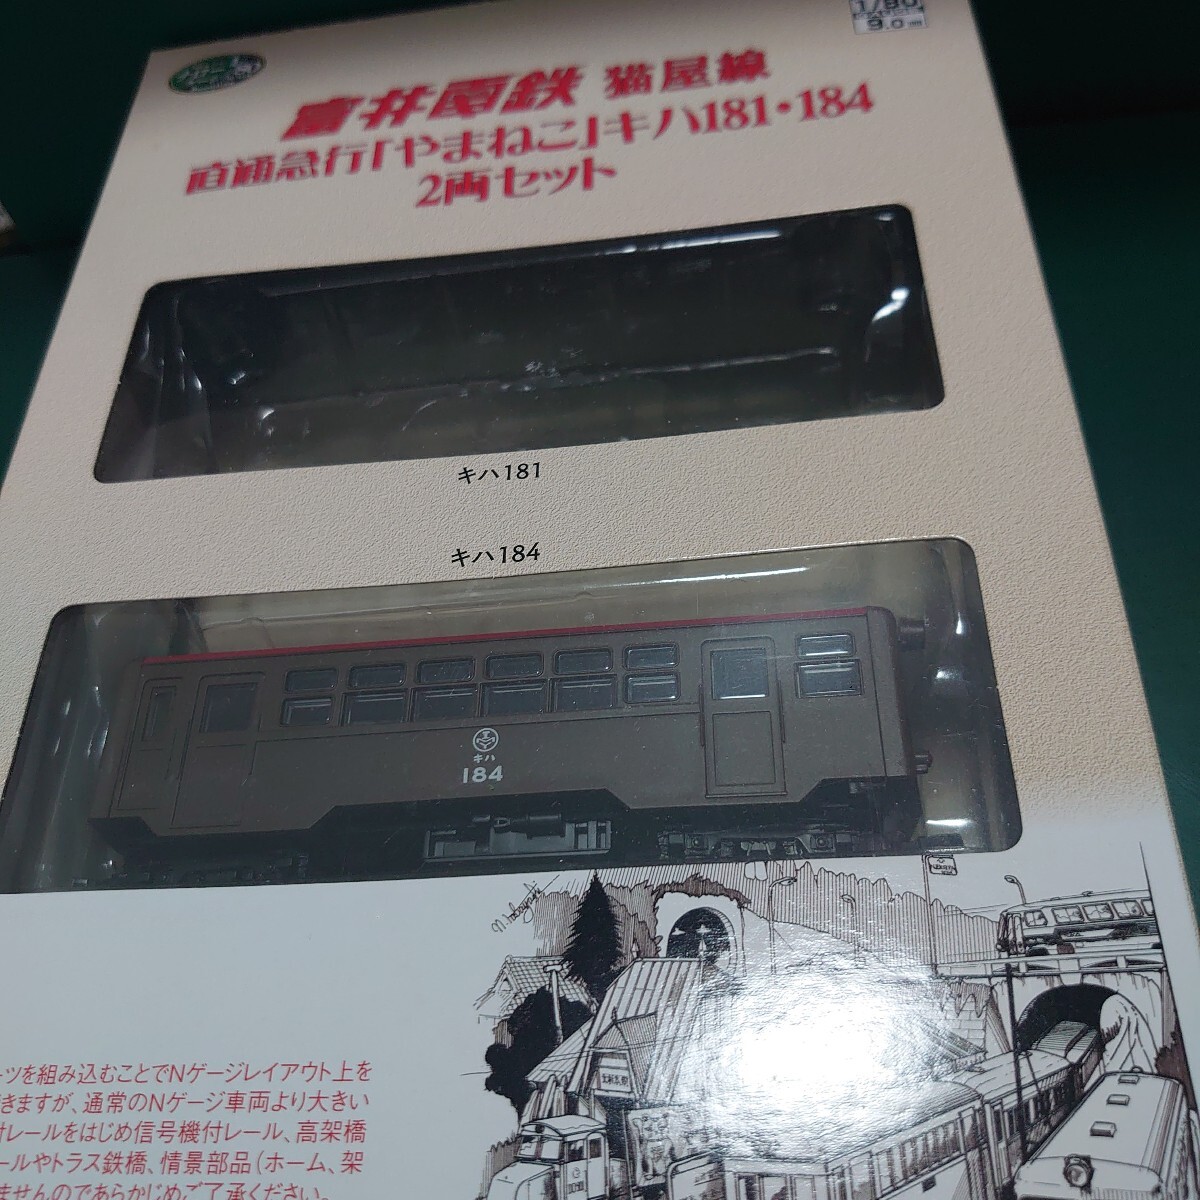 1/80
9.0mm
富井電鉄 猫屋線
直通急行「やまねこ」キハ181・184
2両セット
キハ181
キハ184
キハ
184
ーツを組み込むことでNゲージレイアウト上を
きますが、通常のNゲージ車両より大きい
付レールをはじめ信号機付レール、高架橋
ールやトラス鉄橋、情景部品(ホーム、架
ませんのであらかじめご了承ください。